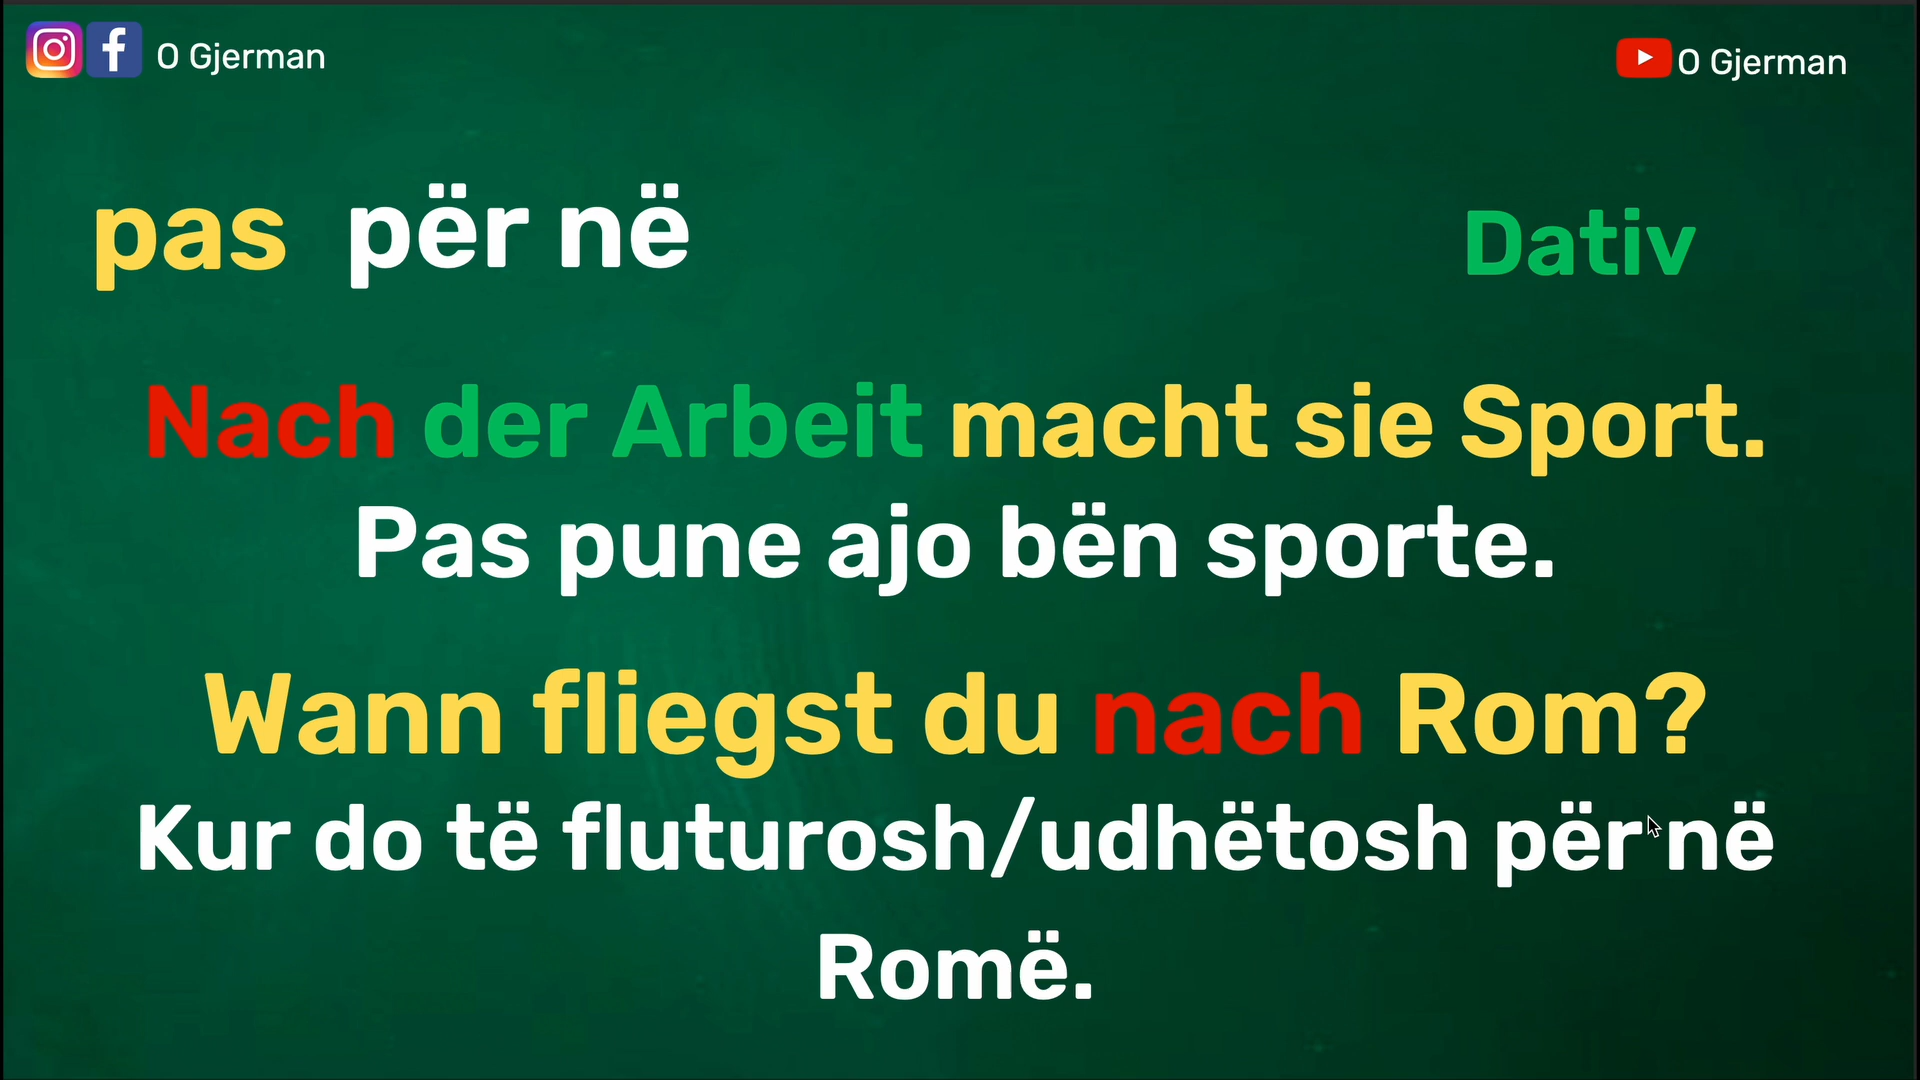 O Gjerman
O Gjerman
pas për në
Dativ
Nach der Arbeit macht sie Sport.
Pas pune ajo bën sporte.
Wann fliegst du nach Rom?
Kur do të fluturosh/udhëtosh për në
Romë.